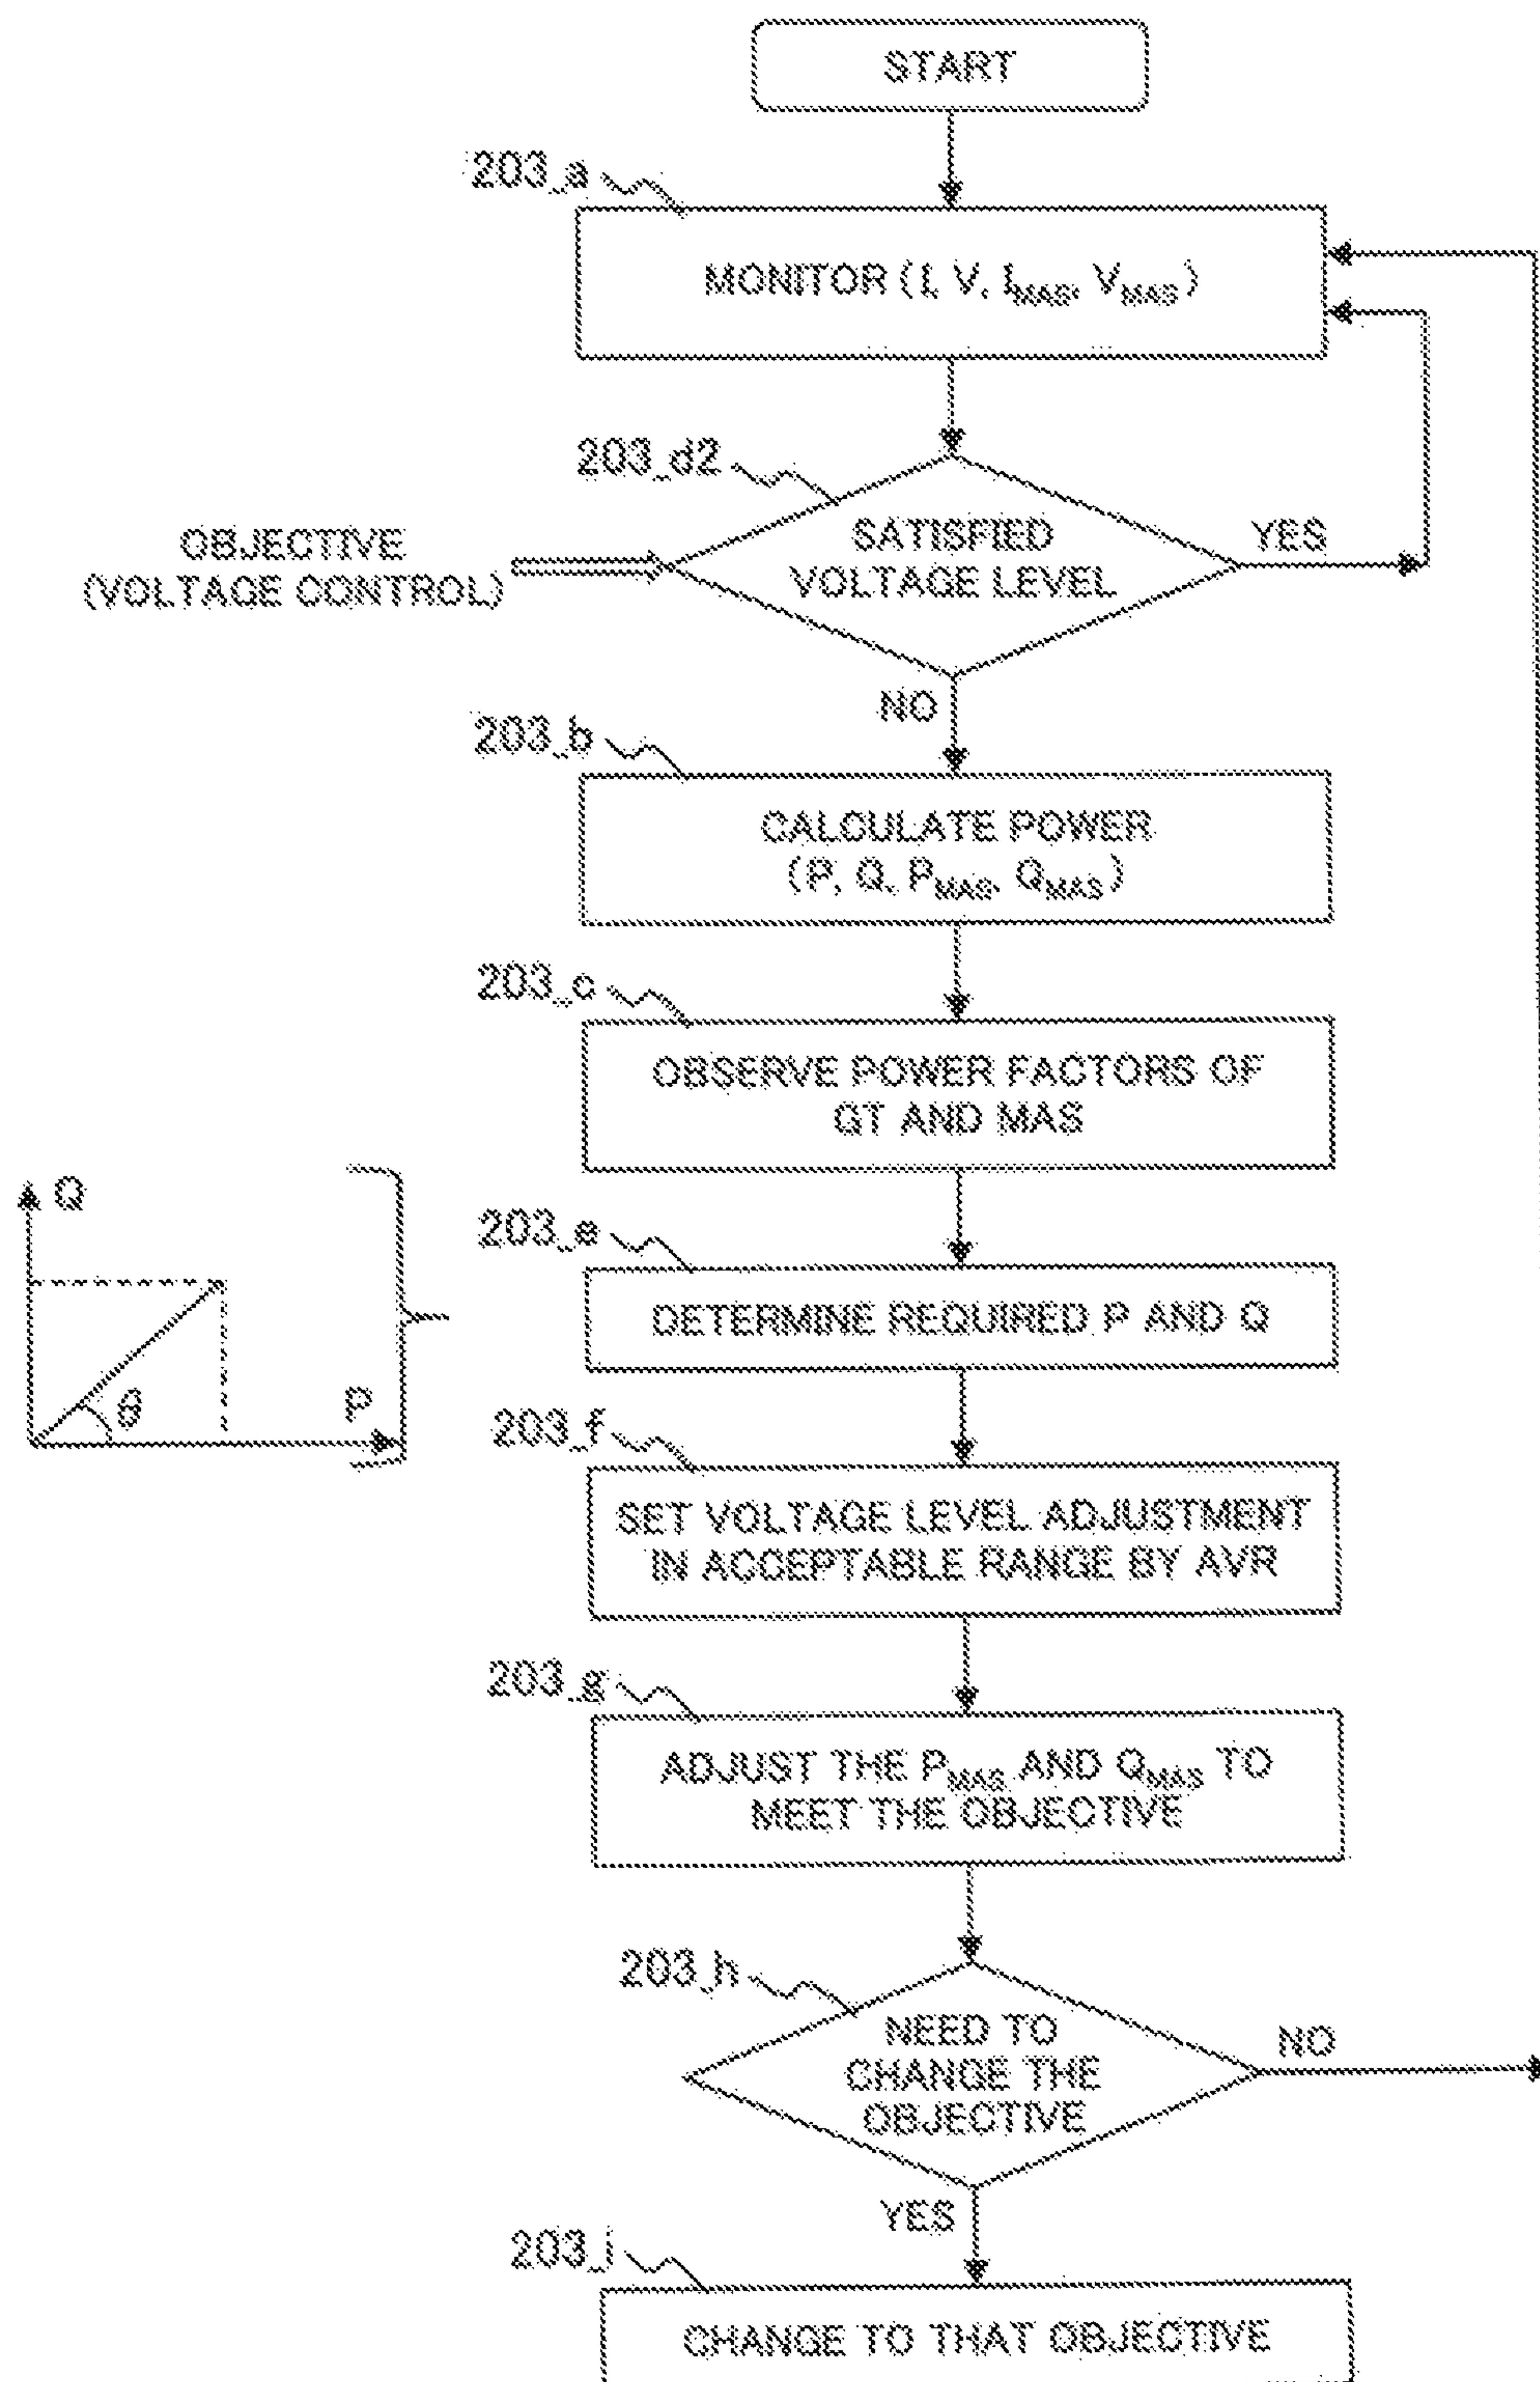 START
203_a
MONITOR (I, V, I_MAS, V_MAS)
203_d2
OBJECTIVE
(VOLTAGE CONTROL)
SATISFIED
VOLTAGE LEVEL
YES
NO
203_b
CALCULATE POWER
(P, Q, P_MAS, Q_MAS)
203_c
OBSERVE POWER FACTORS OF
GT AND MAS
Q
203_e
DETERMINE REQUIRED P AND Q
P
θ
203_f
SET VOLTAGE LEVEL ADJUSTMENT
IN ACCEPTABLE RANGE BY AVR
203_g
ADJUST THE P_MAS AND Q_MAS TO
MEET THE OBJECTIVE
203_h
NEED TO
CHANGE THE
OBJECTIVE
NO
YES
203_i
CHANGE TO THAT OBJECTIVE